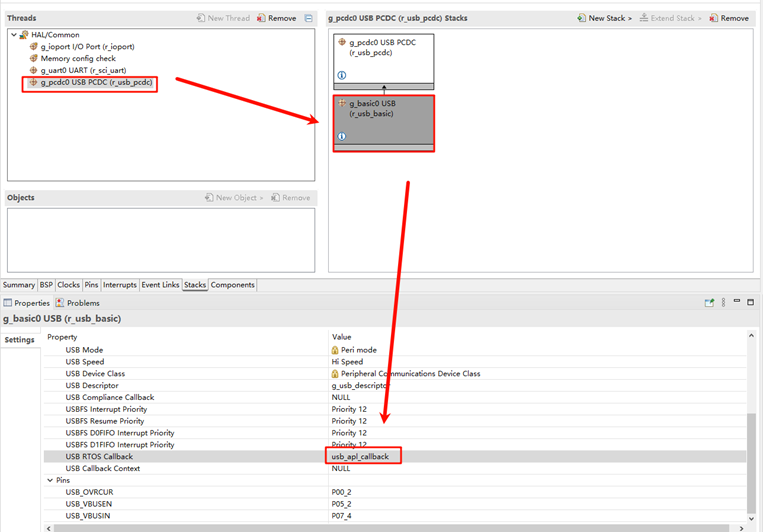 Threads
New Thread
Remove
HAL/Common
g_ioport I/O Port (r_ioport)
Memory config check
g_uart0 UART (r_sci_uart)
g_pcdc0 USB PCDC (r_usb_pcdc)
Objects
New Object >
Remove
g_pcdc0 USB PCDC (r_usb_pcdc) Stacks
New Stack >
Extend Stack >
Remove
g_pcdc0 USB PCDC
(r_usb_pcdc)
g_basic0 USB
(r_usb_basic)
Summary BSP Clocks Pins Interrupts Event Links Stacks Components
Properties Problems
g_basic0 USB (r_usb_basic)
Settings
Property Value
USB Mode Peri mode
USB Speed Hi Speed
USB Device Class Peripheral Communications Device Class
USB Descriptor g_usb_descriptor
USB Compliance Callback NULL
USBFS Interrupt Priority Priority 12
USBFS Resume Priority Priority 12
USBFS D0FIFO Interrupt Priority Priority 12
USBFS D1FIFO Interrupt Priority Priority 12
USB RTOS Callback usb_apl_callback
USB Callback Context NULL
Pins
USB_OVRCUR P00_2
USB_VBUSEN P05_2
USB_VBUSIN P07_4